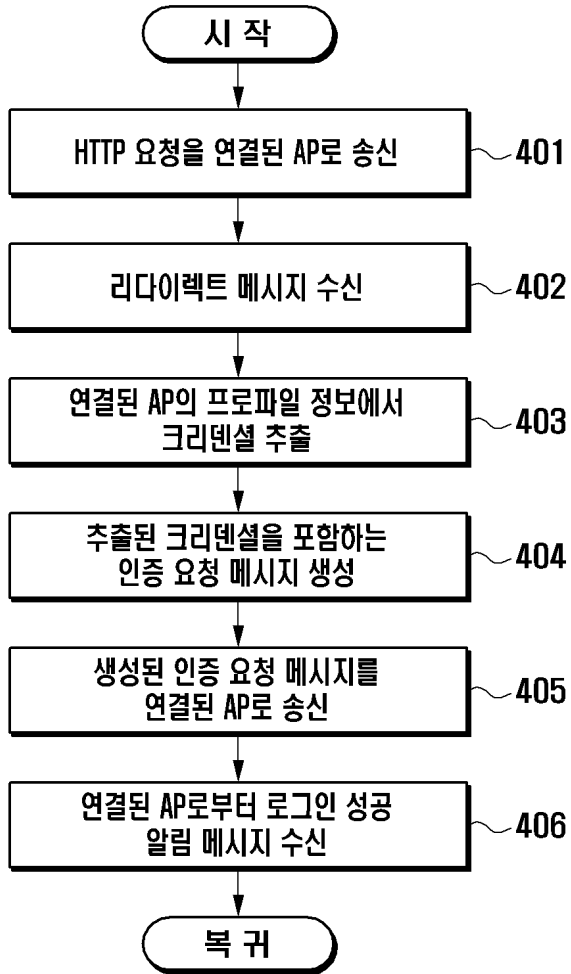 시 작
HTTP 요청을 연결된 AP로 송신
401
리다이렉트 메시지 수신
402
연결된 AP의 프로파일 정보에서
크리덴셜 추출
403
추출된 크리덴셜을 포함하는
인증 요청 메시지 생성
404
생성된 인증 요청 메시지를
연결된 AP로 송신
405
연결된 AP로부터 로그인 성공
알림 메시지 수신
406
복 귀